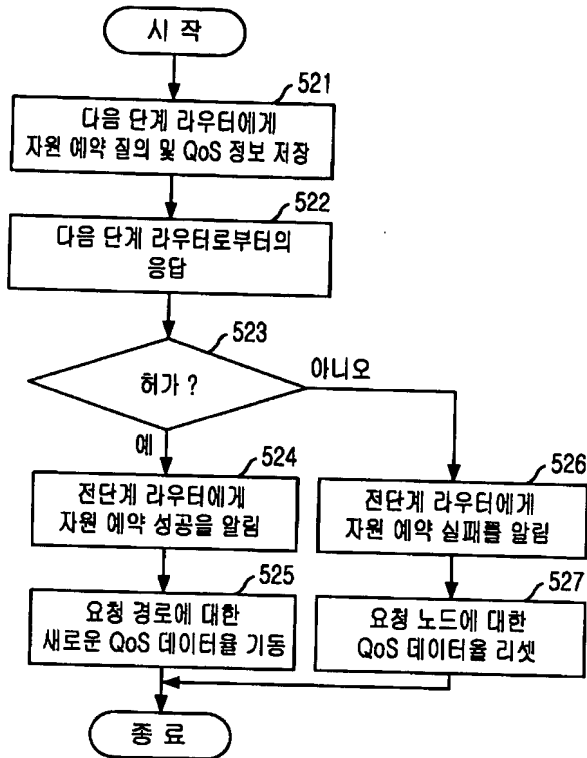 시 작
521
다음 단계 라우터에게
자원 예약 질의 및 QoS 정보 저장
522
다음 단계 라우터로부터의
응답
523
허가 ?
아니오
예
524
전단계 라우터에게
자원 예약 성공을 알림
526
전단계 라우터에게
자원 예약 실패를 알림
525
요청 경로에 대한
새로운 QoS 데이터율 기동
527
요청 노드에 대한
QoS 데이터율 리셋
종 료